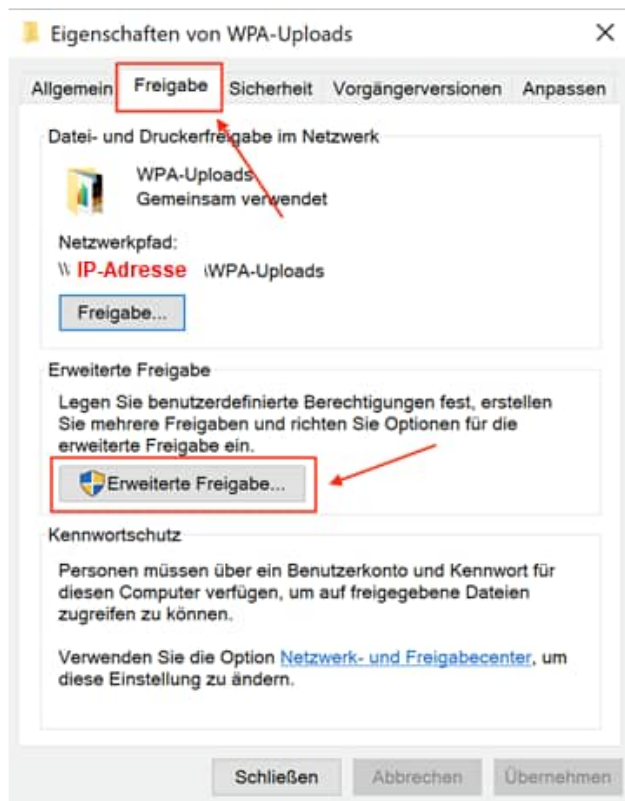 Eigenschaften von WPA-Uploads
Allgemein Freigabe Sicherheit Vorgängerversionen Anpassen
Datei- und Druckerfreigabe im Netzwerk
WPA-Uploads
Gemeinsam verwendet
Netzwerkpfad:
\\ IP-Adresse \WPA-Uploads
Freigabe...
Erweiterte Freigabe
Legen Sie benutzerdefinierte Berechtigungen fest, erstellen
Sie mehrere Freigaben und richten Sie Optionen für die
erweiterte Freigabe ein.
Erweiterte Freigabe...
Kennwortschutz
Personen müssen über ein Benutzerkonto und Kennwort für
diesen Computer verfügen, um auf freigegebene Dateien
zugreifen zu können.
Verwenden Sie die Option Netzwerk- und Freigabecenter, um
diese Einstellung zu ändern.
Schließen Abbrechen Übernehmen